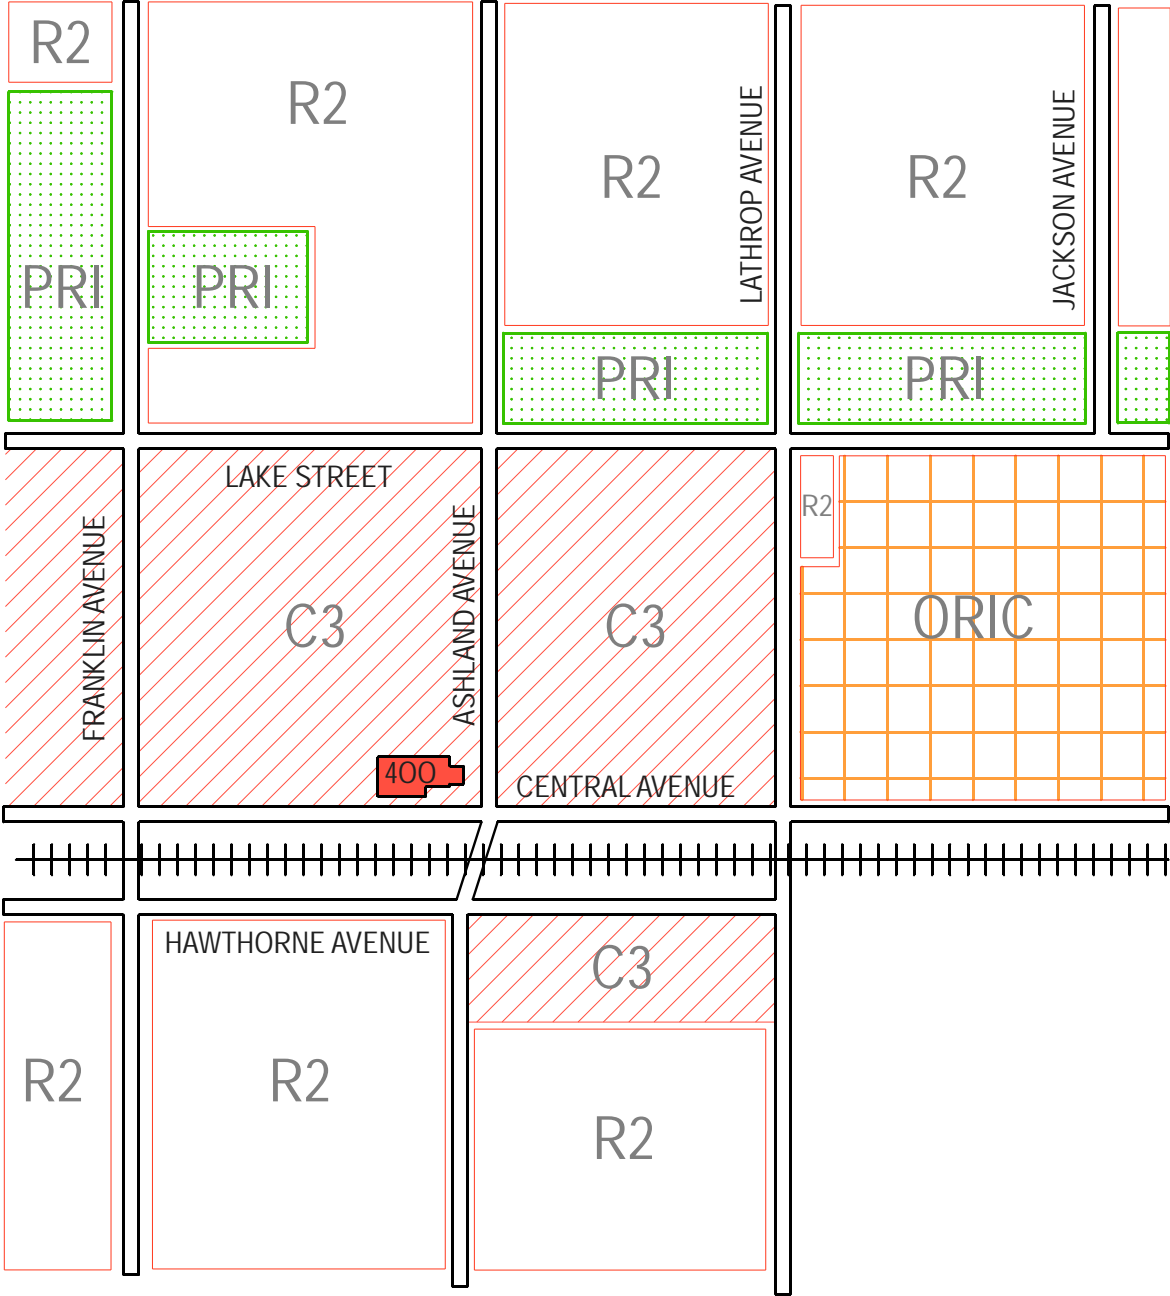 R2
R2
R2
R2
LATHROP AVENUE
JACKSON AVENUE
PRI
PRI
PRI
PRI
LAKE STREET
R2
FRANKLIN AVENUE
ASHLAND AVENUE
C3
C3
ORIC
400
CENTRAL AVENUE
HAWTHORNE AVENUE
C3
R2
R2
R2